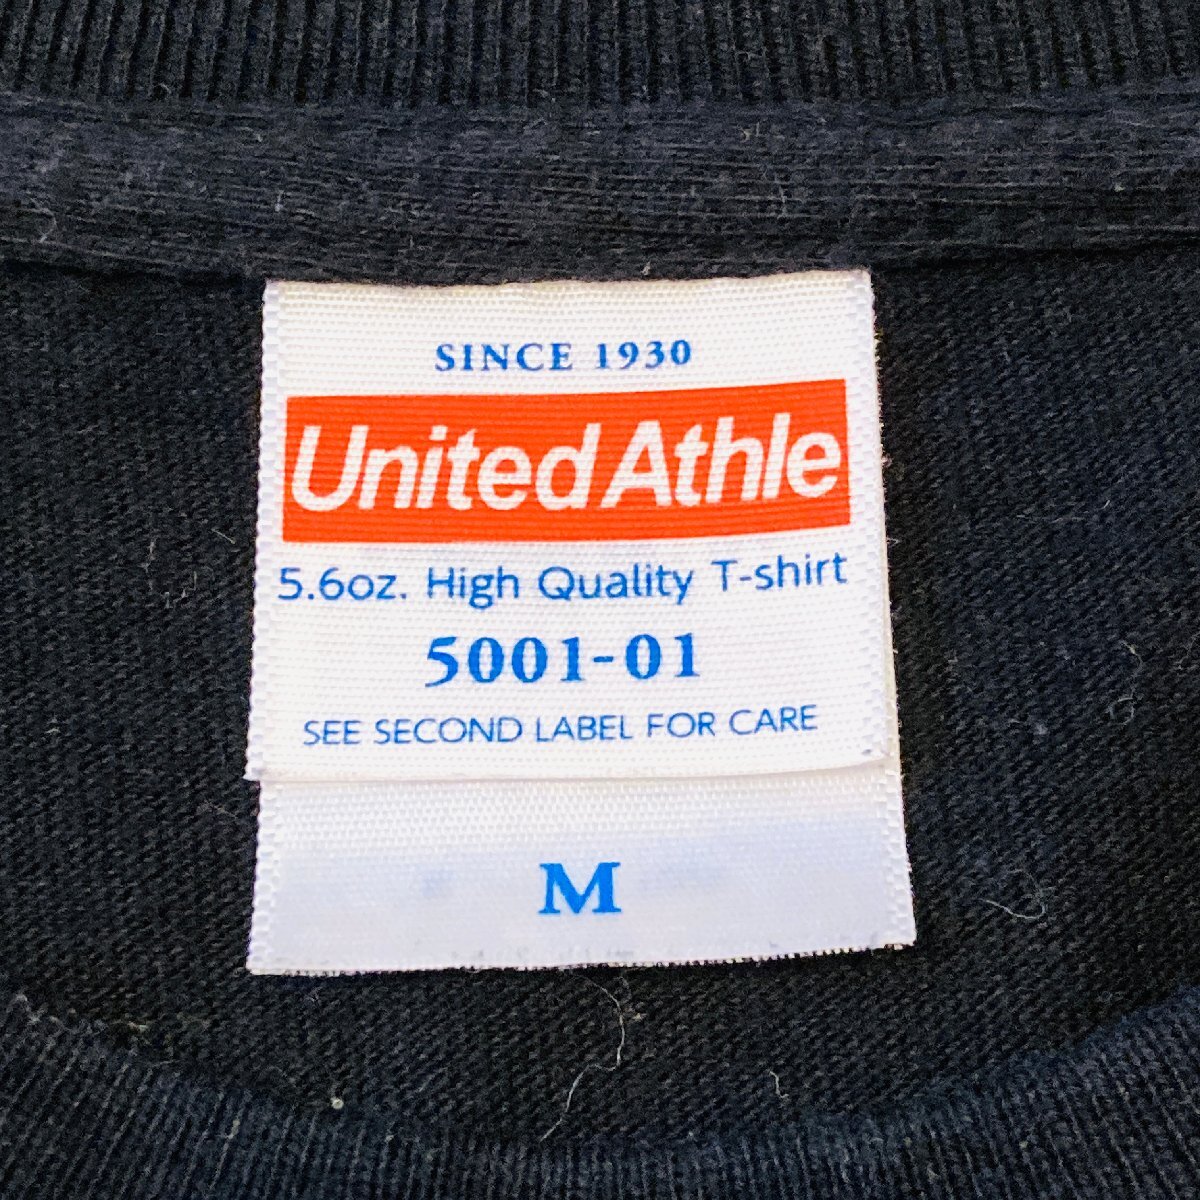 SINCE 1930
United Athle
5.6oz. High Quality T-shirt
5001-01
SEE SECOND LABEL FOR CARE
M